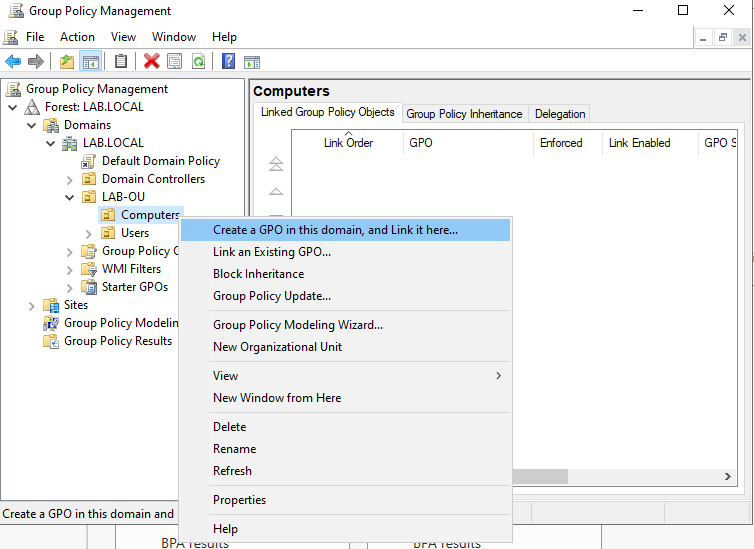 Group Policy Management
File Action View Window Help
Group Policy Management
Forest: LAB.LOCAL
Domains
LAB.LOCAL
Default Domain Policy
Domain Controllers
LAB-OU
Computers
Users
Group Policy O
WMI Filters
Starter GPOs
Sites
Group Policy Modelin
Group Policy Results
Computers
Linked Group Policy Objects Group Policy Inheritance Delegation
Link Order GPO Enforced Link Enabled GPO S
Create a GPO in this domain, and Link it here...
Link an Existing GPO...
Block Inheritance
Group Policy Update...
Group Policy Modeling Wizard...
New Organizational Unit
View
New Window from Here
Delete
Rename
Refresh
Properties
Help
Create a GPO in this domain and
BPA results BPA results